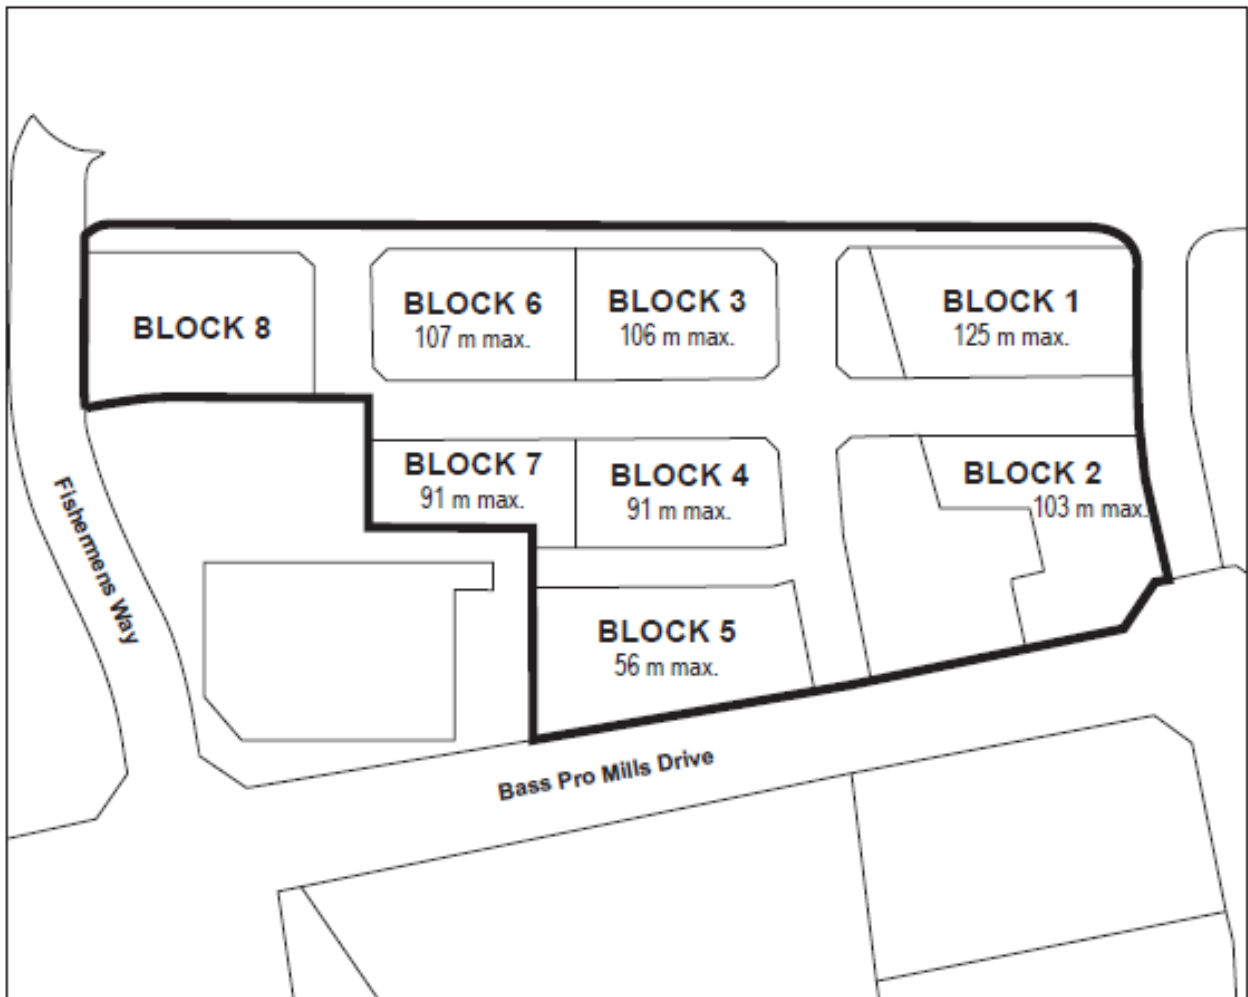 BLOCK 8
BLOCK 6
107 m max.
BLOCK 3
106 m max.
BLOCK 1
125 m max.
BLOCK 7
91 m max.
BLOCK 4
91 m max.
BLOCK 2
103 m max.
BLOCK 5
56 m max.
Fishermens Way
Bass Pro Mills Drive